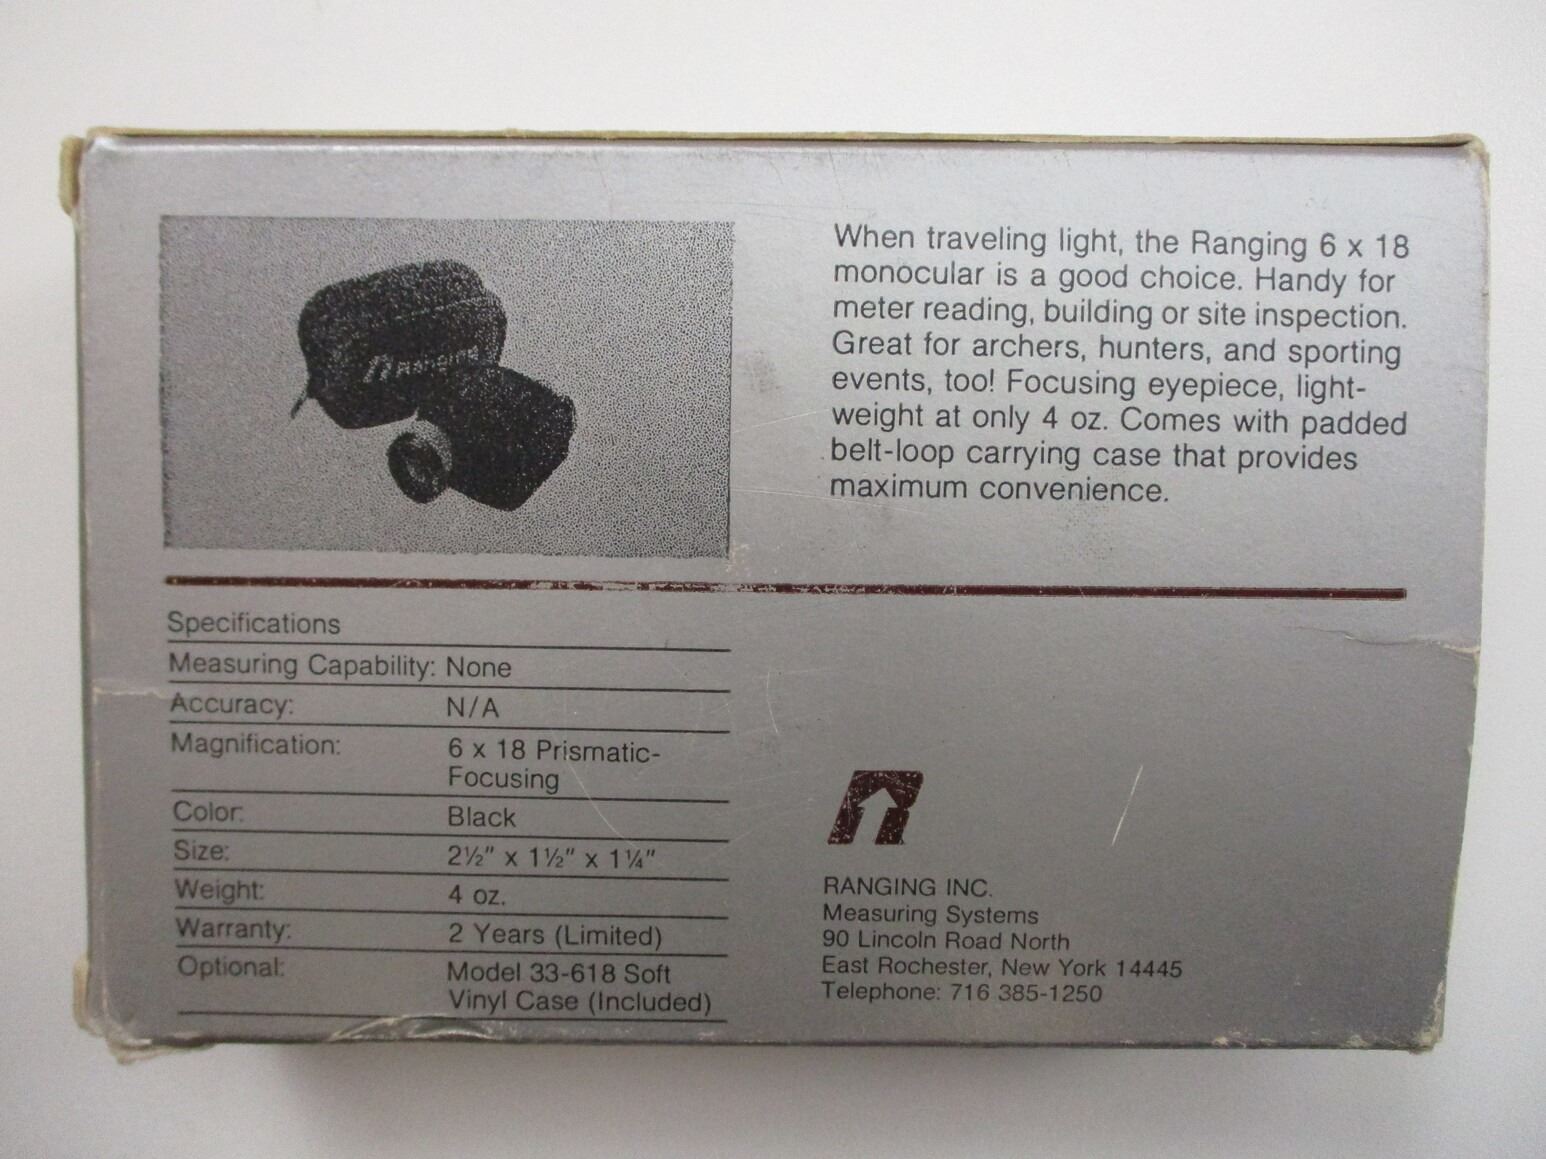 Ranging
When traveling light, the Ranging 6 x 18
monocular is a good choice. Handy for
meter reading, building or site inspection.
Great for archers, hunters, and sporting
events, too! Focusing eyepiece, light-
weight at only 4 oz. Comes with padded
belt-loop carrying case that provides
maximum convenience.
Specifications
Measuring Capability: None
Accuracy: N/A
Magnification: 6 x 18 Prismatic-
Focusing
Color: Black
Size: 2½" x 1½" x 1¼"
Weight: 4 oz.
Warranty: 2 Years (Limited)
Optional: Model 33-618 Soft
Vinyl Case (Included)
RANGING INC.
Measuring Systems
90 Lincoln Road North
East Rochester, New York 14445
Telephone: 716 385-1250